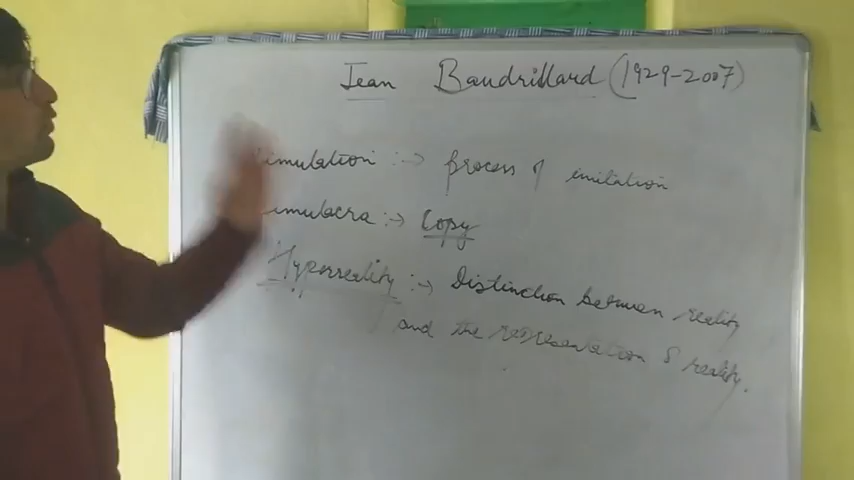 Jean Baudrillard (1929-2007)
imulation :-> process of imitation
imulacra :-> Copy
Hyperreality :-> Distinction between reality
and the representation of reality.